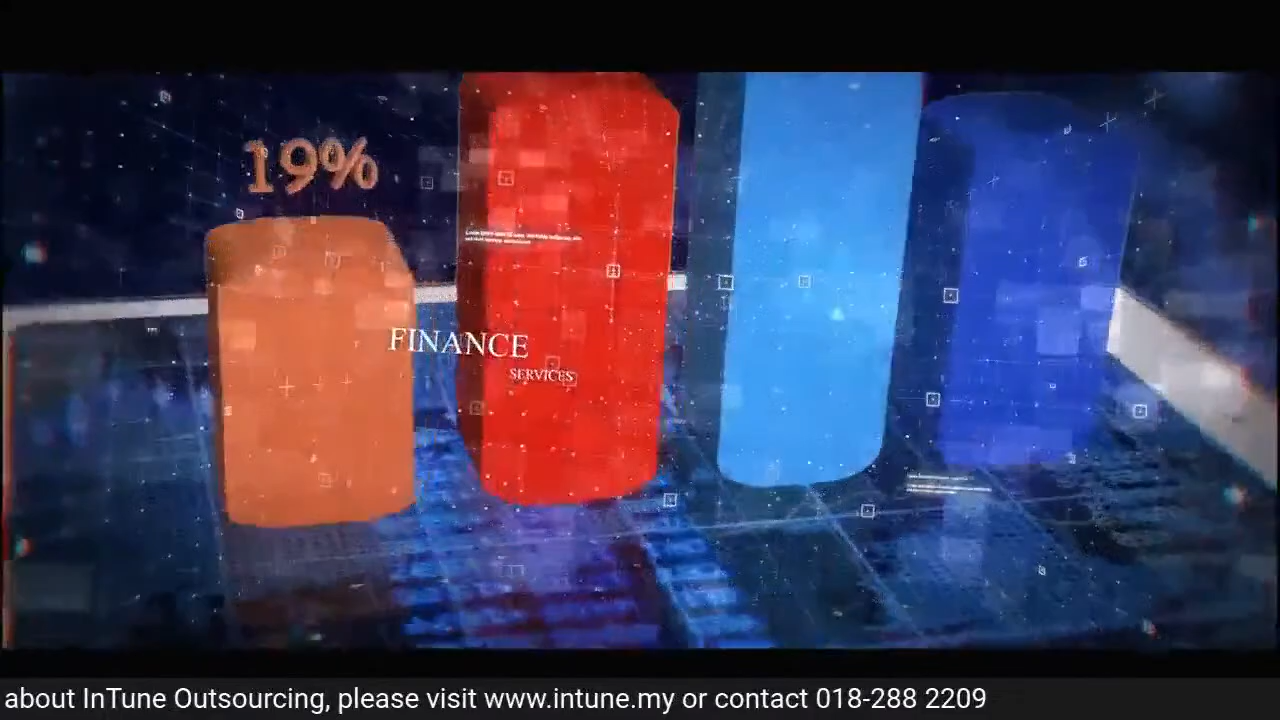 19%
FINANCE
SERVICES
about InTune Outsourcing, please visit www.intune.my or contact 018-288 2209